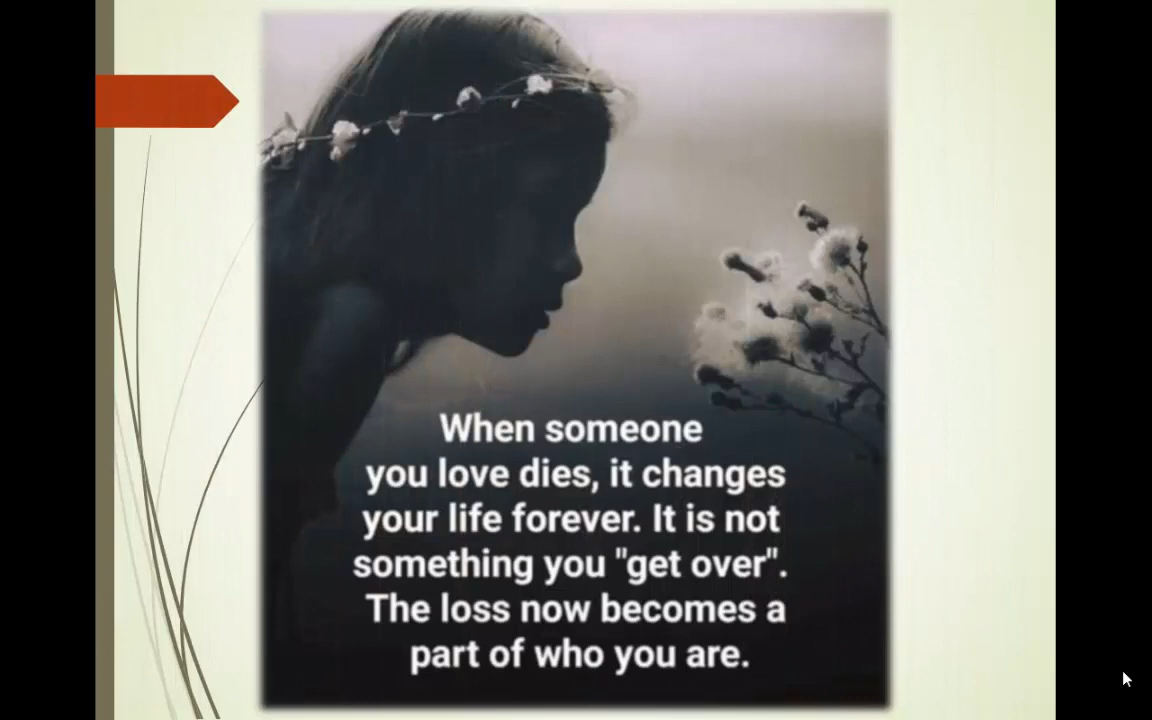 When someone
you love dies, it changes
your life forever. It is not
something you "get over".
The loss now becomes a
part of who you are.